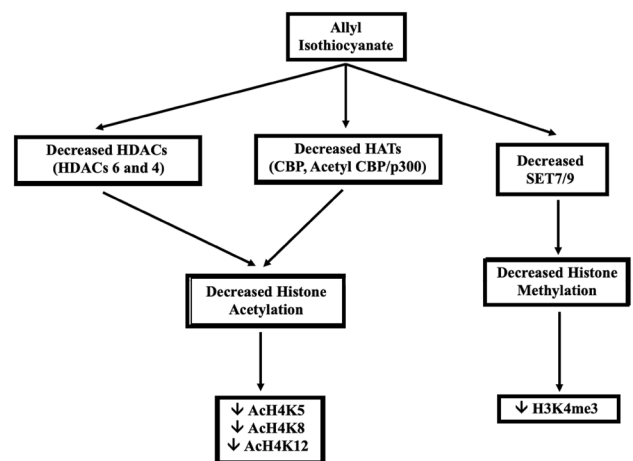 Allyl
Isothiocyanate
Decreased HDACs
(HDACs 6 and 4)
Decreased HATs
(CBP, Acetyl CBP/p300)
Decreased
SET7/9
Decreased Histone
Acetylation
Decreased Histone
Methylation
↓ AcH4K5
↓ AcH4K8
↓ AcH4K12
↓ H3K4me3